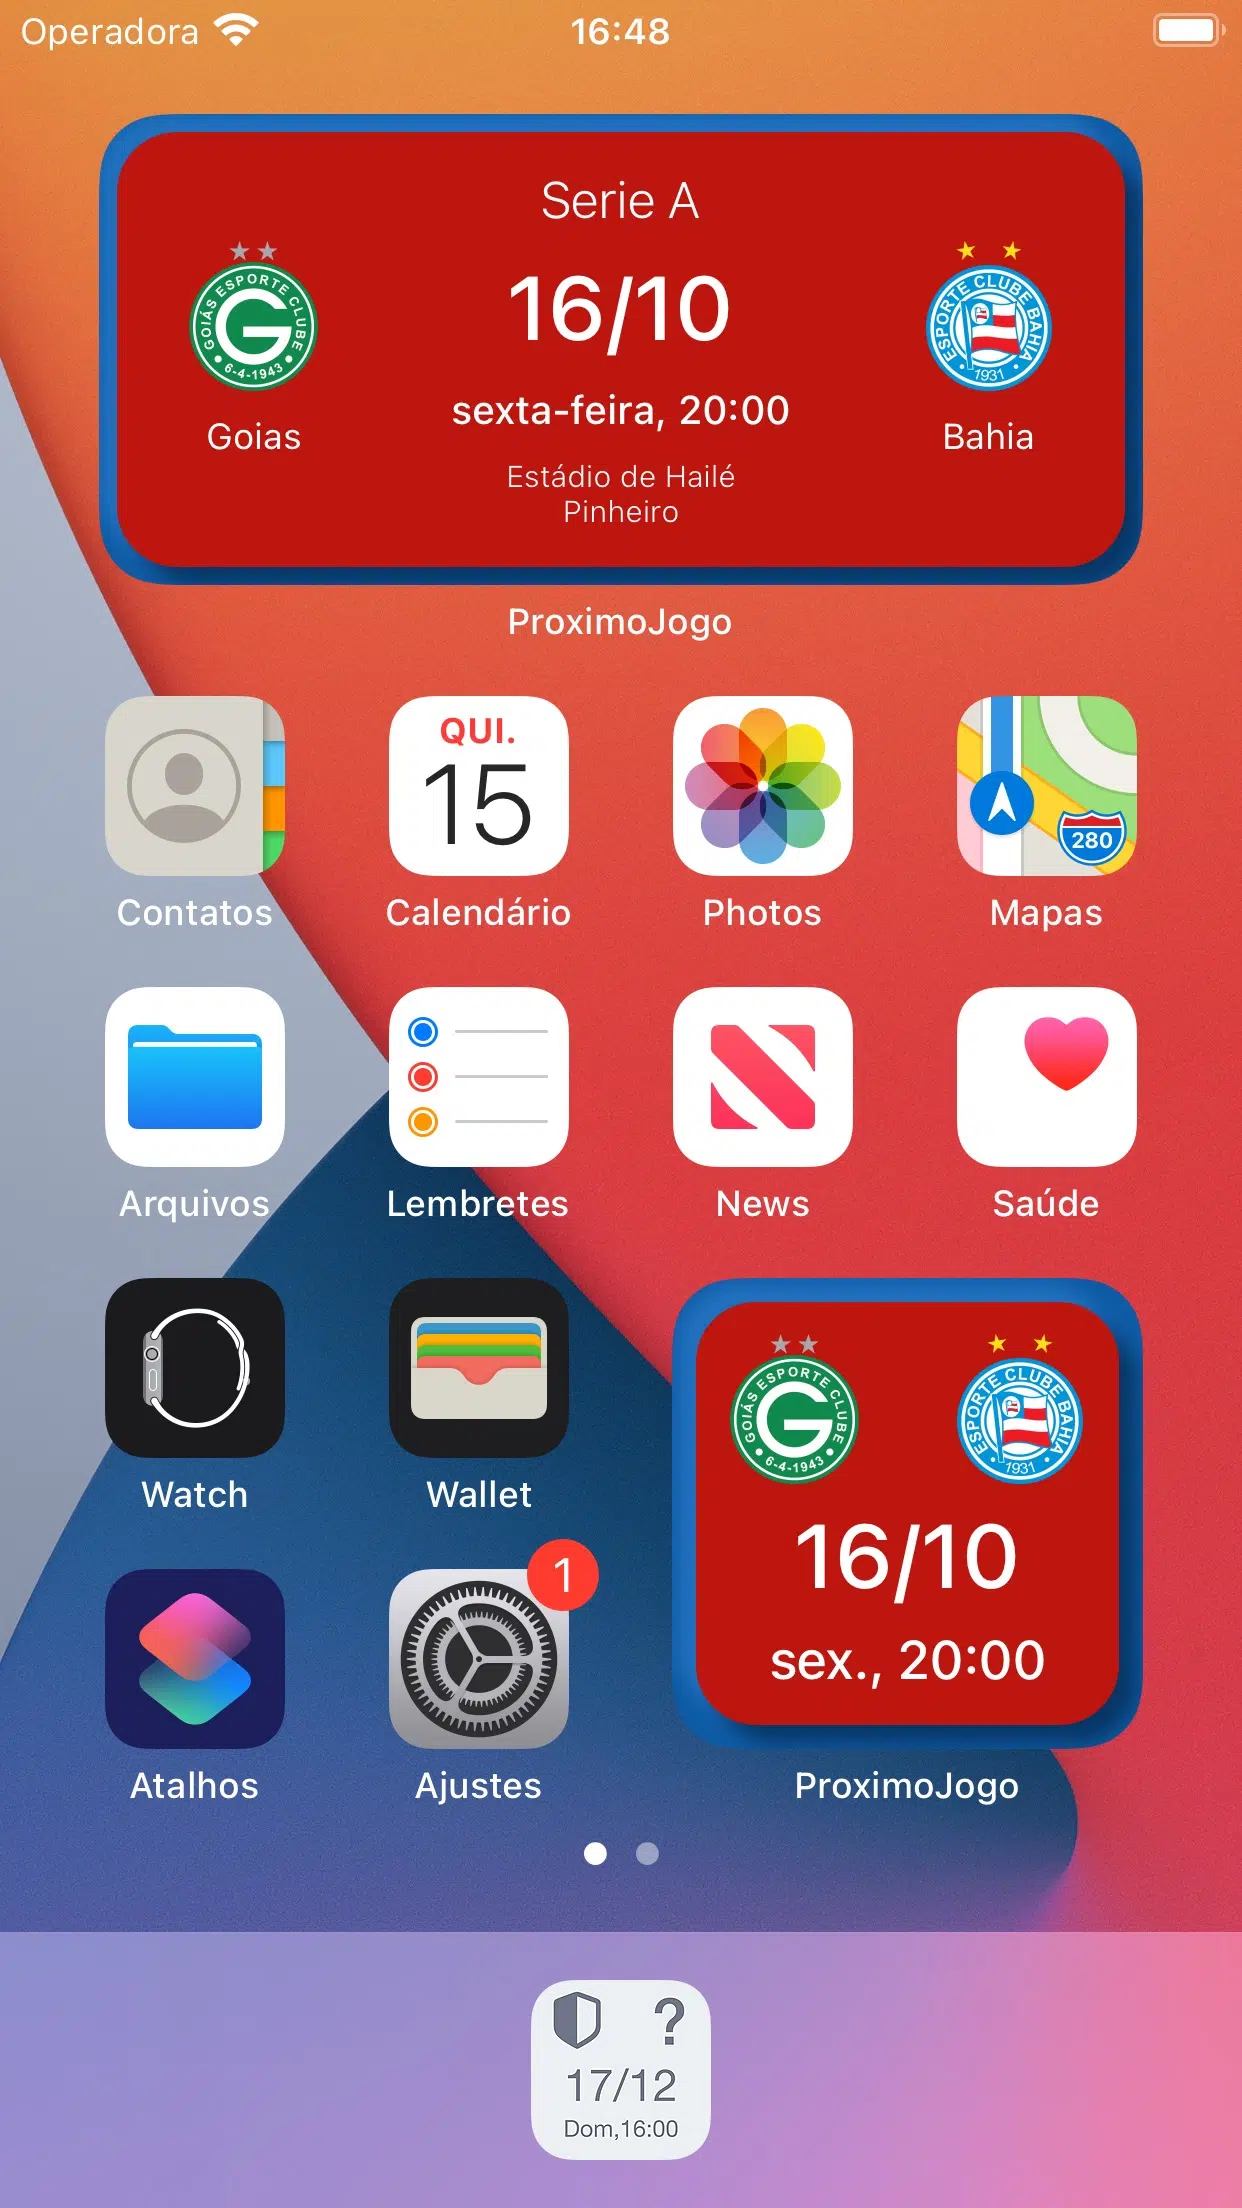 Operadora 16:48
Serie A
GOIÁS ESPORTE CLUBE
6-4-1943
16/10
ESPORTE CLUBE BAHIA
1931
sexta-feira, 20:00
Goias
Bahia
Estádio de Hailé
Pinheiro
ProximoJogo
QUI.
15
280
Contatos Calendário Photos Mapas
Arquivos Lembretes News Saúde
GOIÁS ESPORTE CLUBE
6-4-1943
ESPORTE CLUBE BAHIA
1931
Watch Wallet
16/10
sex., 20:00
1
Atalhos Ajustes ProximoJogo
?
17/12
Dom,16:00